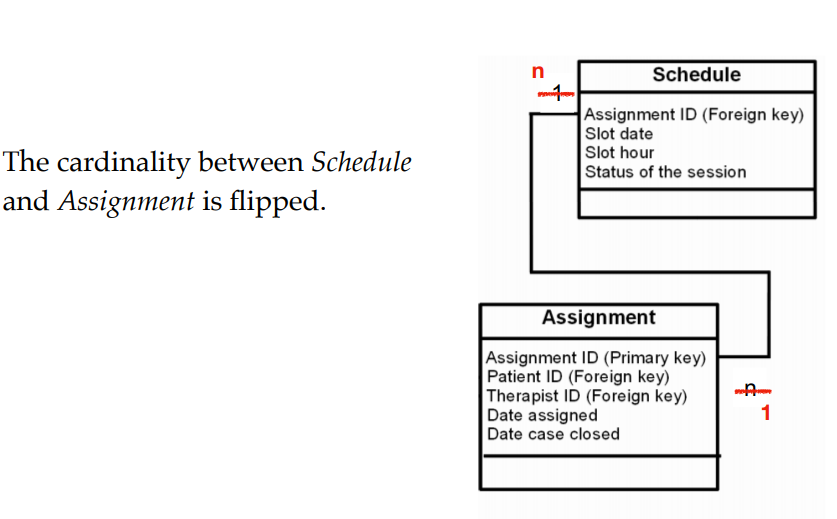 The cardinality between Schedule
and Assignment is flipped.
n
1
Schedule
Assignment ID (Foreign key)
Slot date
Slot hour
Status of the session
Assignment
Assignment ID (Primary key)
Patient ID (Foreign key)
Therapist ID (Foreign key)
Date assigned
Date case closed
n
1